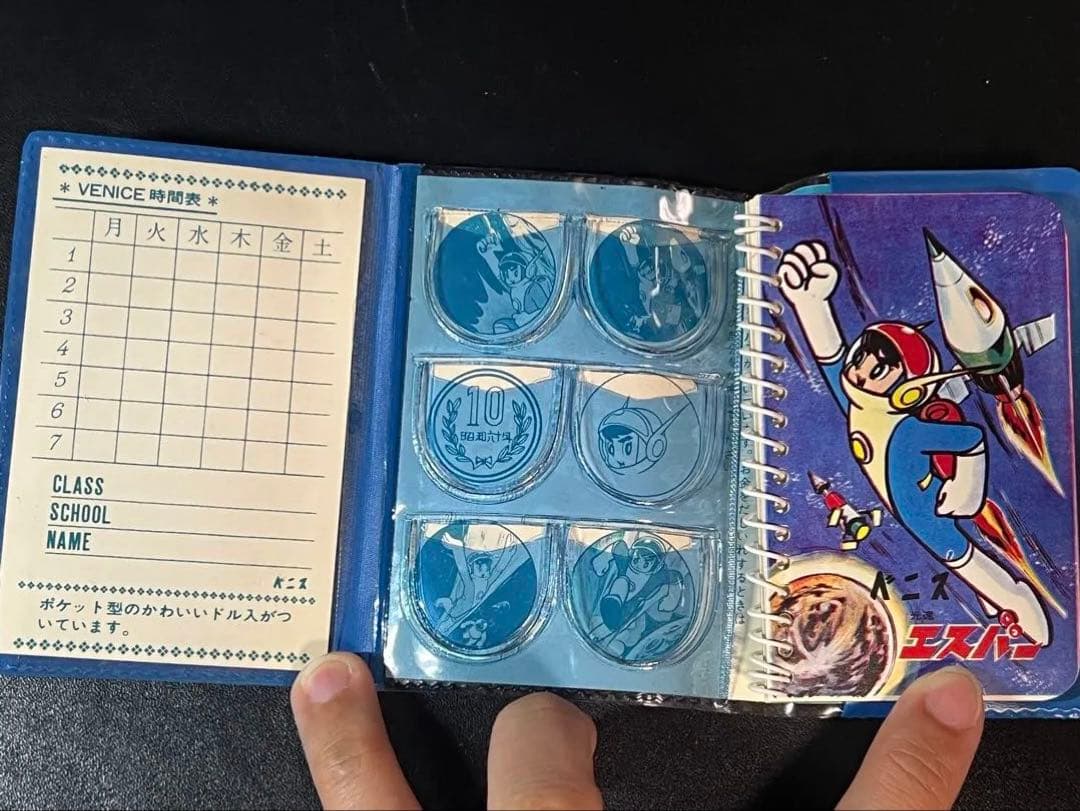 * VENICE 時間表 *
月 火 水 木 金 土
1
2
3
4
5
6
7
CLASS
SCHOOL
NAME
ベニス
ポケット型のかわいいドル入がつ
いています。
10
昭和六十年
ベニス
光速
エスパー